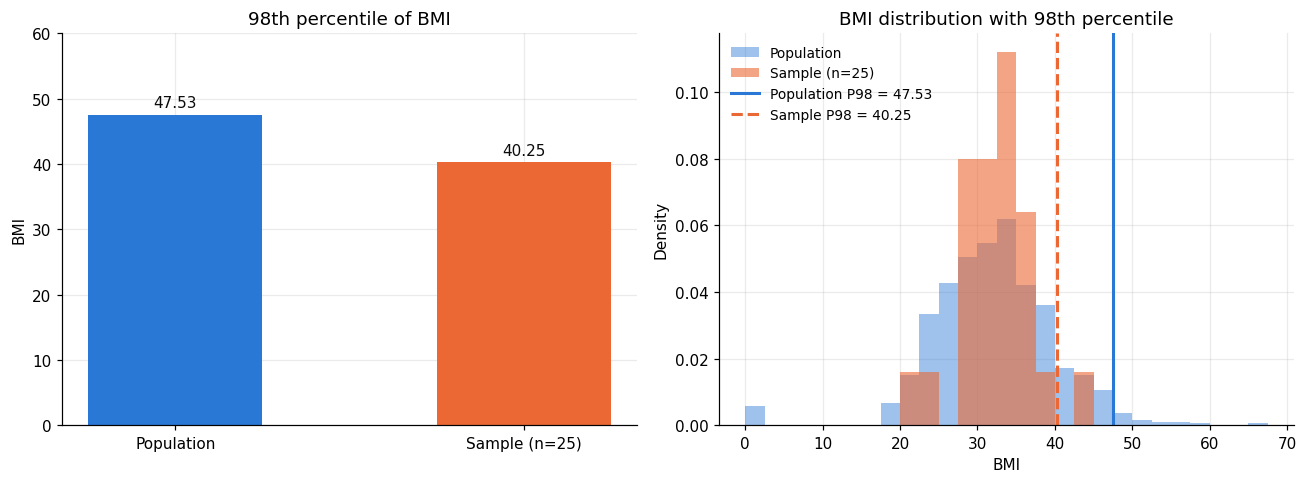 98th percentile of BMI
60
50
40
30
20
10
0
BMI
47.53
40.25
Population
Sample (n=25)
BMI distribution with 98th percentile
Population
Sample (n=25)
Population P98 = 47.53
Sample P98 = 40.25
0.10
0.08
0.06
0.04
0.02
0.00
Density
0 10 20 30 40 50 60 70
BMI